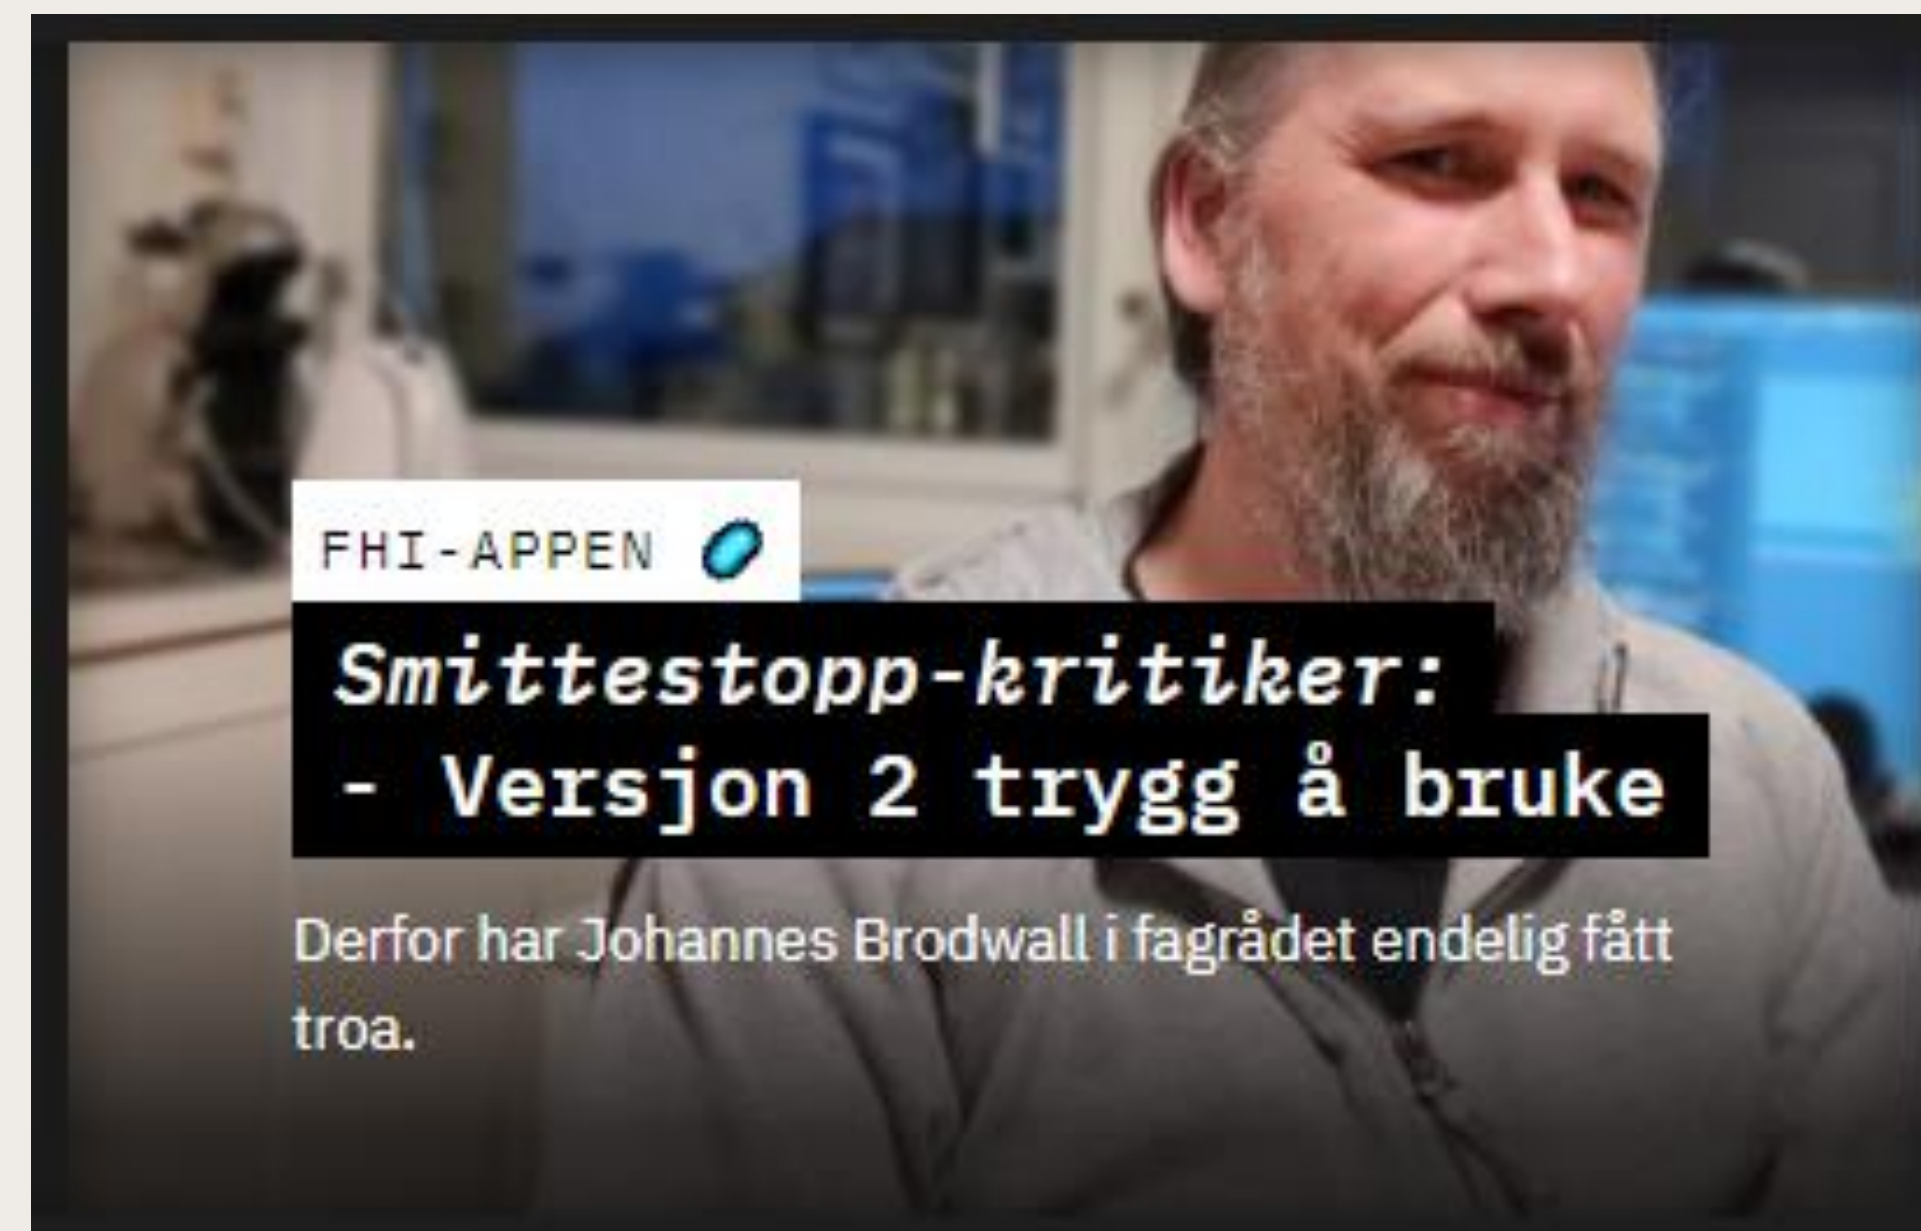 FHI-APPEN
Smittestopp-kritiker:
- Versjon 2 trygg å bruke
Derfor har Johannes Brodwall i fagrådet endelig fått
troa.